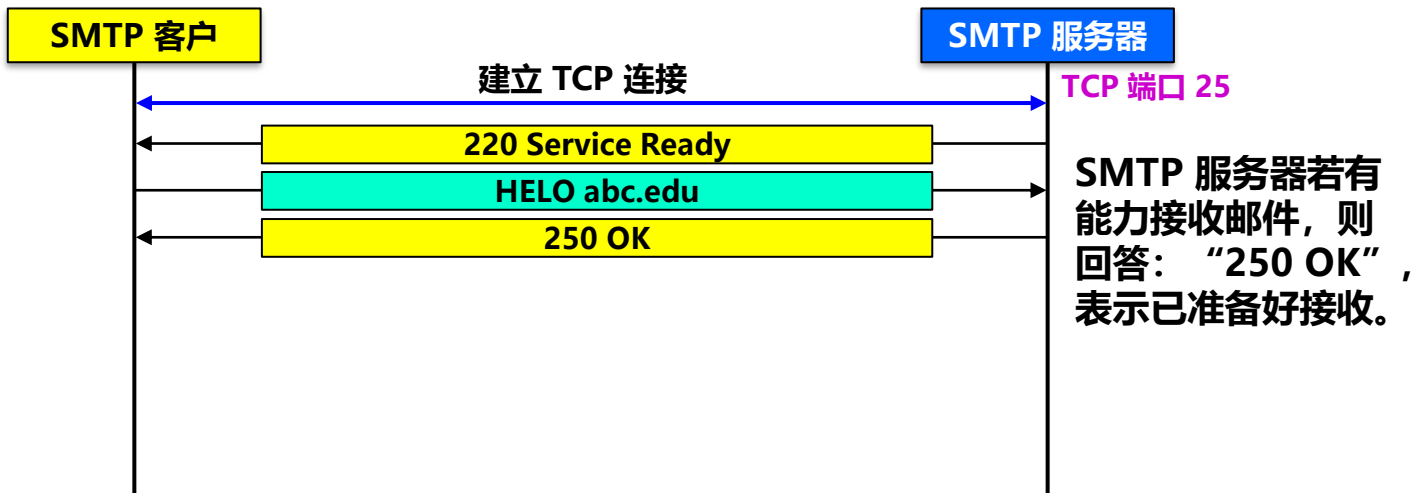 SMTP 客户
SMTP 服务器
建立 TCP 连接
TCP 端口 25
220 Service Ready
HELO abc.edu
250 OK
SMTP 服务器若有
能力接收邮件，则
回答：“250 OK”，
表示已准备好接收。